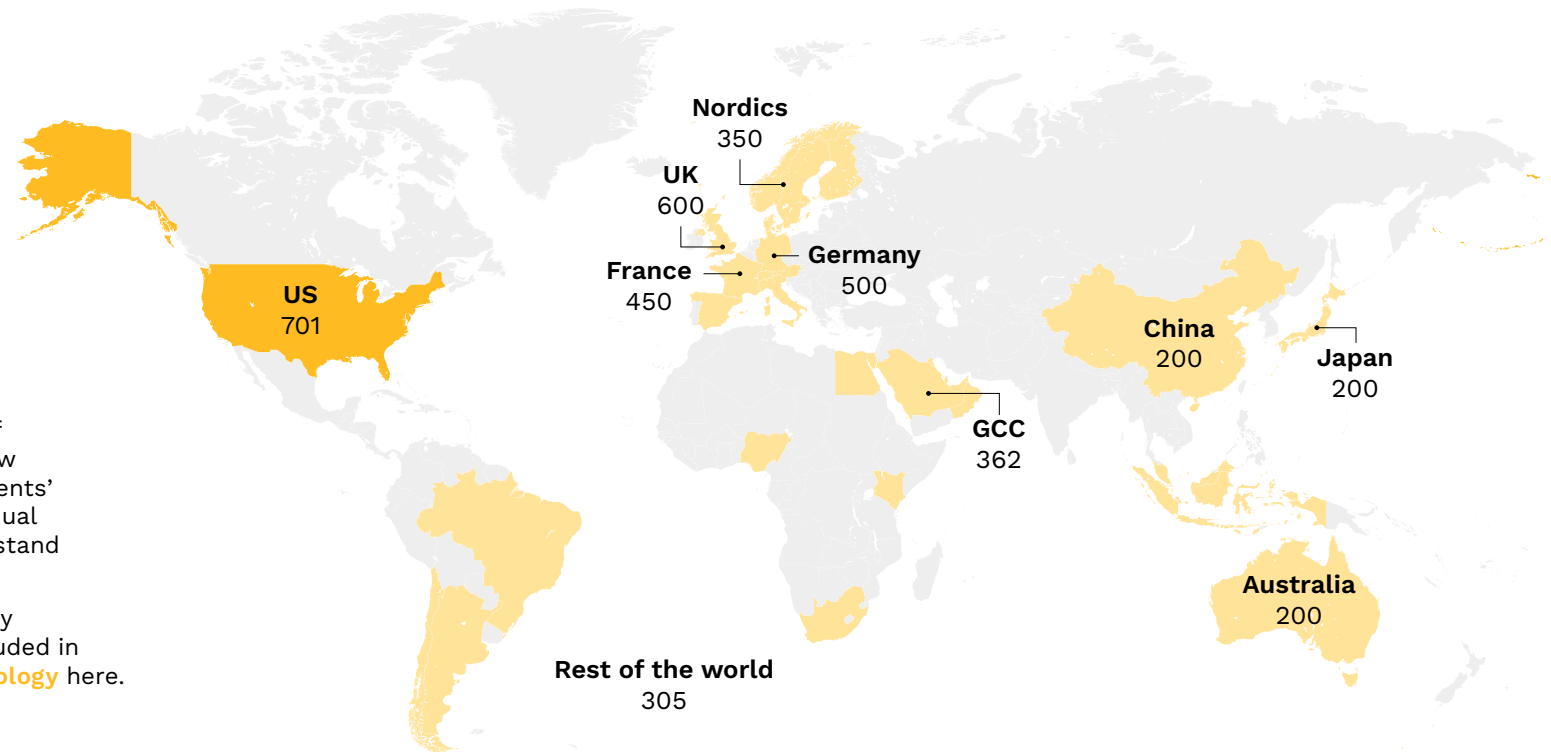 Nordics
350
UK
600
Germany
500
France
450
US
701
China
200
Japan
200
GCC
362
Australia
200
Rest of the world
305
stand
here.